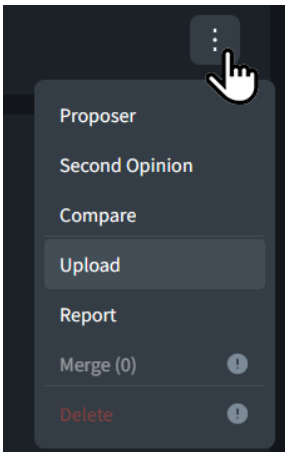 Proposer
Second Opinion
Compare
Upload
Report
Merge (0)
Delete